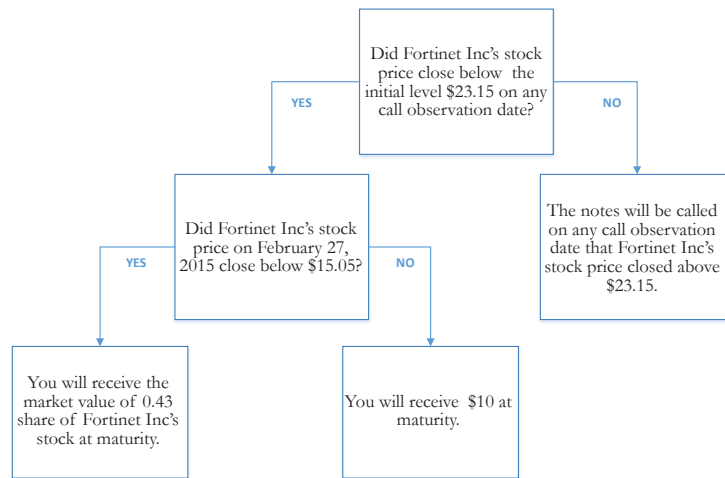 Did Fortinet Inc's stock
price close below the
initial level $23.15 on any
call observation date?
YES
NO
Did Fortinet Inc's stock
price on February 27,
2015 close below $15.05?
The notes will be called
on any call observation
date that Fortinet Inc's
stock price closed above
$23.15.
YES
NO
You will receive the
market value of 0.43
share of Fortinet Inc's
stock at maturity.
You will receive $10 at
maturity.